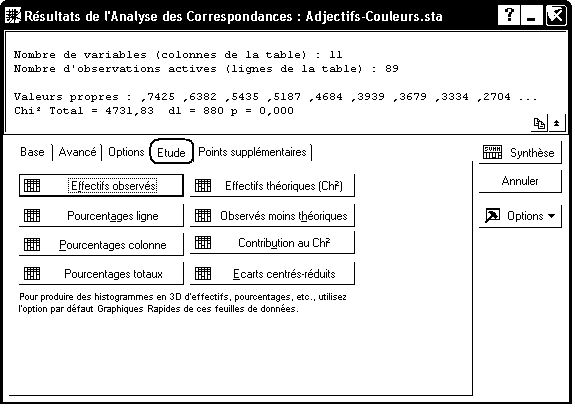 Résultats de l'Analyse des Correspondances : Adjectifs-Couleurs.sta
Nombre de variables (colonnes de la table) : 11
Nombre d'observations actives (lignes de la table) : 89
Valeurs propres : ,7425 ,6382 ,5435 ,5187 ,4684 ,3939 ,3679 ,3334 ,2704 ...
Chi² Total = 4731,83 dl = 880 p = 0,000
Base Avancé Options Etude Points supplémentaires
Synthèse
Annuler
Options
Effectifs observés Effectifs théoriques (Chi²)
Pourcentages ligne Observés moins théoriques
Pourcentages colonne Contribution au Chi²
Pourcentages totaux Ecarts centrés-réduits
Pour produire des histogrammes en 3D d'effectifs, pourcentages, etc., utilisez
l'option par défaut Graphiques Rapides de ces feuilles de données.